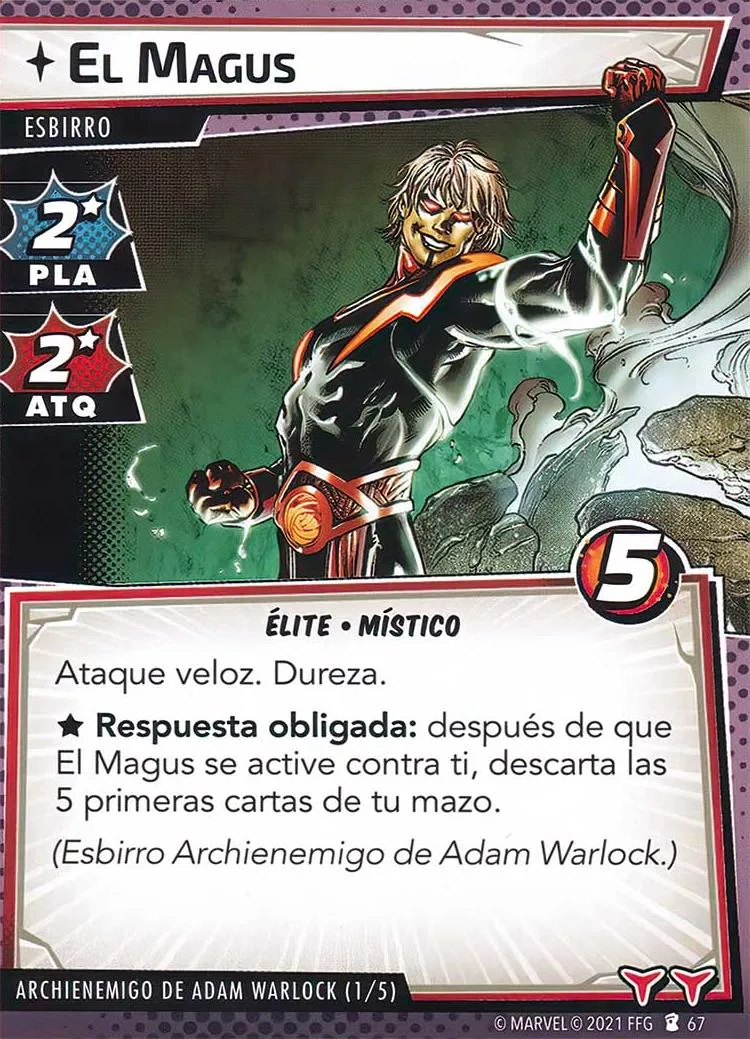 El Magus
ESBIRRO
2
PLA
2
ATQ
5
ÉLITE • MÍSTICO
Ataque veloz. Dureza.
★ Respuesta obligada: después de que
El Magus se active contra ti, descarta las
5 primeras cartas de tu mazo.
(Esbirro Archienemigo de Adam Warlock.)
ARCHIENEMIGO DE ADAM WARLOCK (1/5)
© MARVEL © 2021 FFG 67